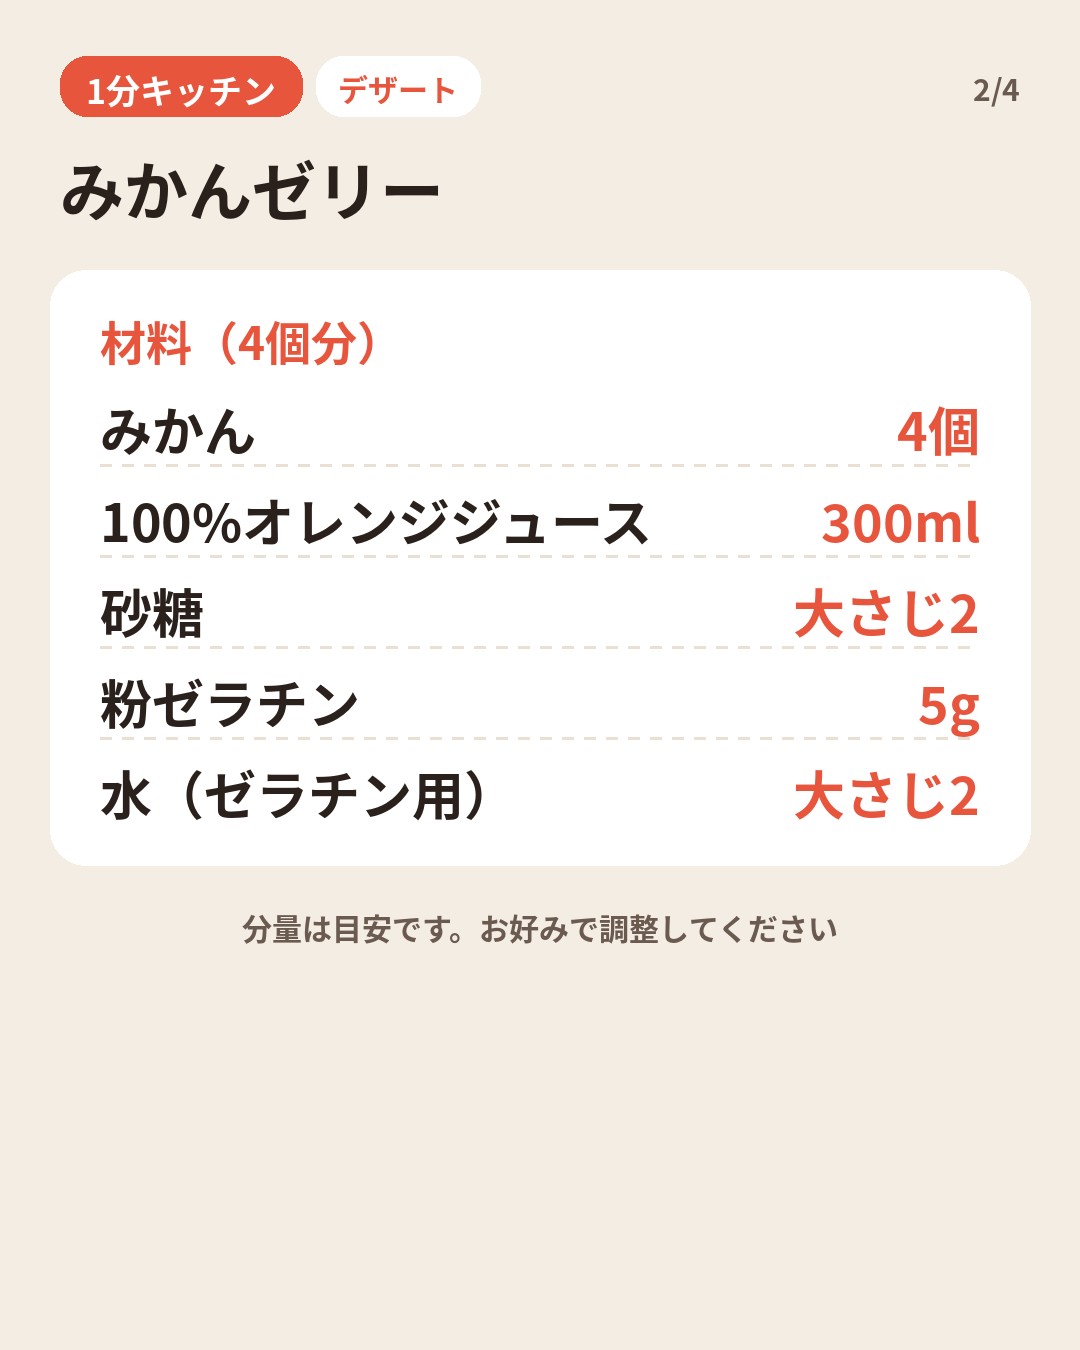 1分キッチン デザート 2/4
みかんゼリー
材料（4個分）
みかん 4個
100%オレンジジュース 300ml
砂糖 大さじ2
粉ゼラチン 5g
水（ゼラチン用） 大さじ2
分量は目安です。お好みで調整してください